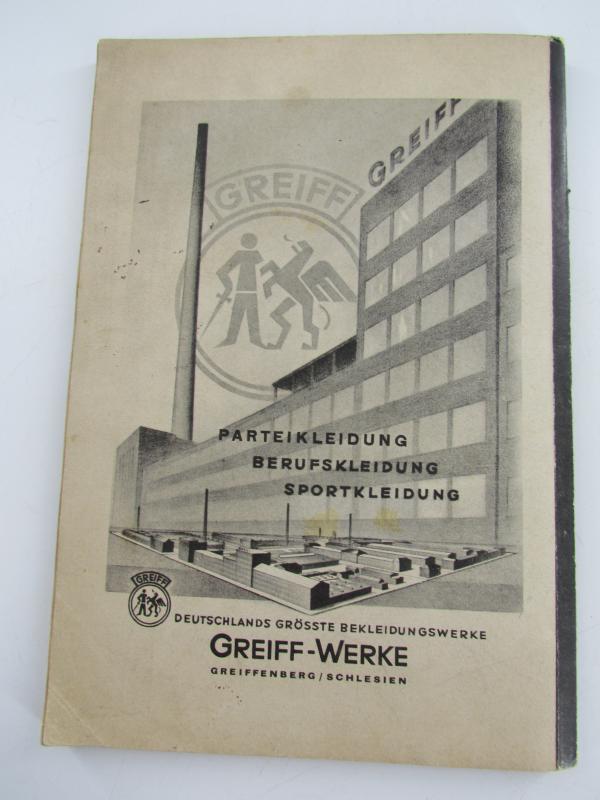 GREIFF
GREIFF
PARTEIKLEIDUNG
BERUFSKLEIDUNG
SPORTKLEIDUNG
GREIFF
DEUTSCHLANDS GRÖSSTE BEKLEIDUNGSWERKE
GREIFF-WERKE
GREIFFENBERG/SCHLESIEN